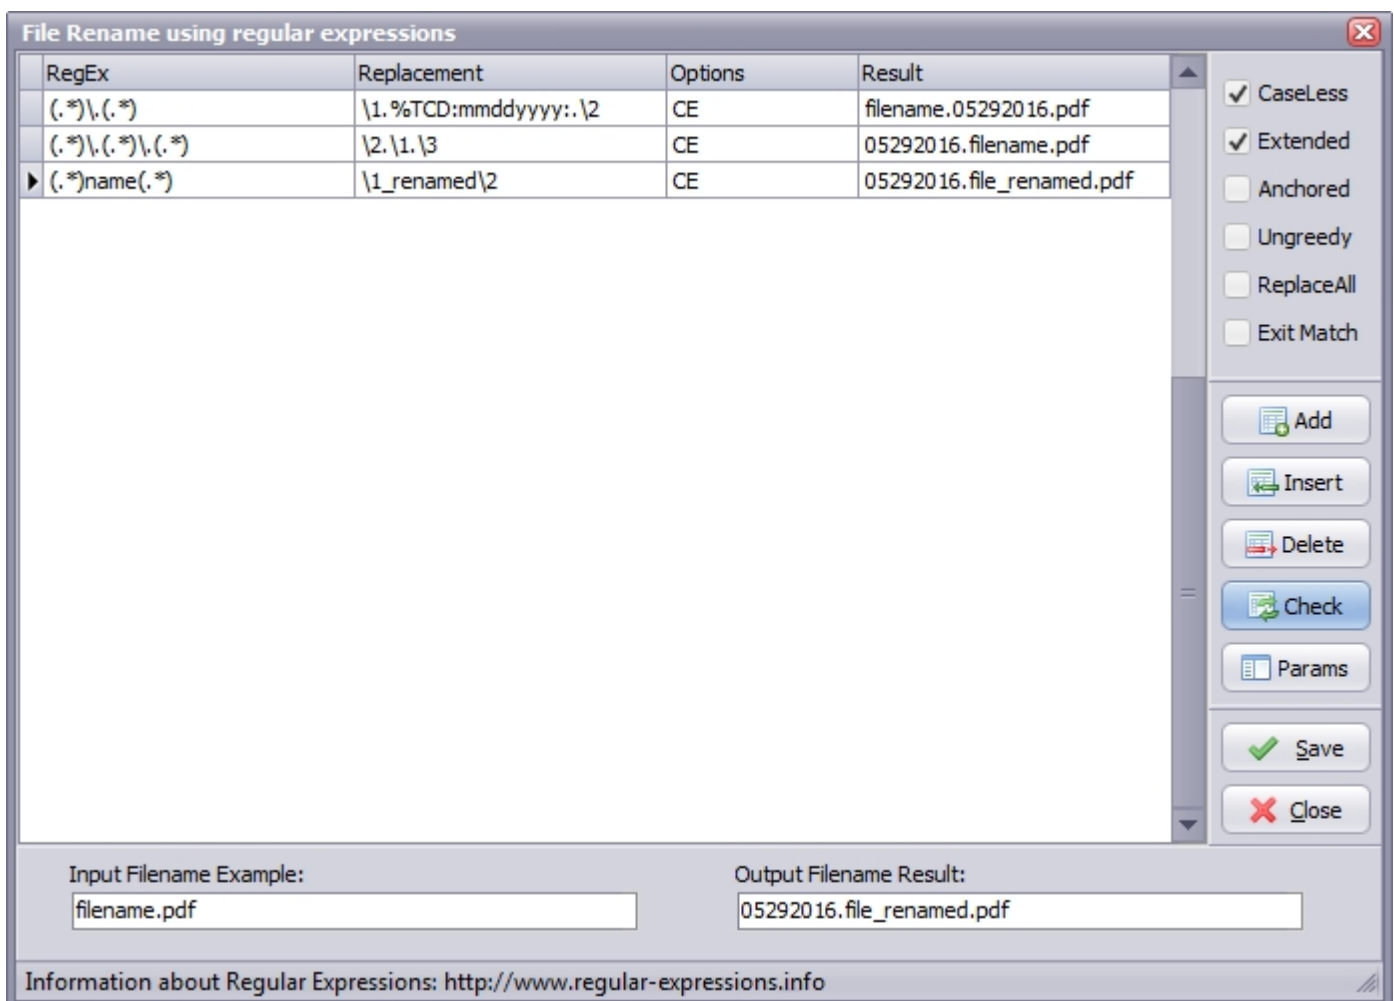 File Rename using regular expressions
RegEx Replacement Options Result
(.*)\.(.*) \1.%TCD:mmddyyyy:.\2 CE filename.05292016.pdf
(.*)\.(.*)\.(.*) \2.\1.\3 CE 05292016.filename.pdf
(.*)name(.*) \1_renamed\2 CE 05292016.file_renamed.pdf
CaseLess
Extended
Anchored
Ungreedy
ReplaceAll
Exit Match
Add
Insert
Delete
Check
Params
Save
Close
Input Filename Example: Output Filename Result:
filename.pdf 05292016.file_renamed.pdf
Information about Regular Expressions: http://www.regular-expressions.info